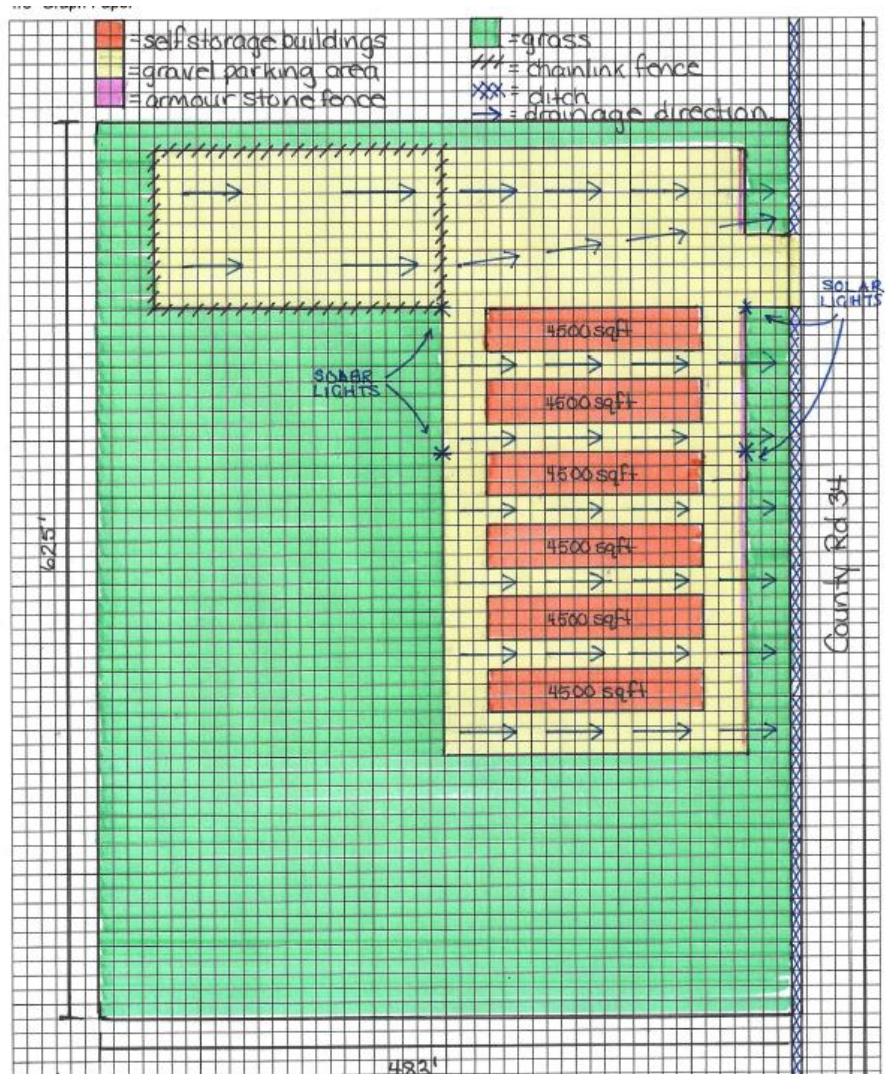 =self storage buildings
=gravel parking area
=armour stone fence
=grass
= chainlink fence
= ditch
= drainage direction
SOLAR
LIGHTS
4500 sqft
SOLAR
LIGHTS
4500 sqft
4500 sqft
4500 sqft
4500 sqft
4500 sqft
625'
County Rd 34
482'